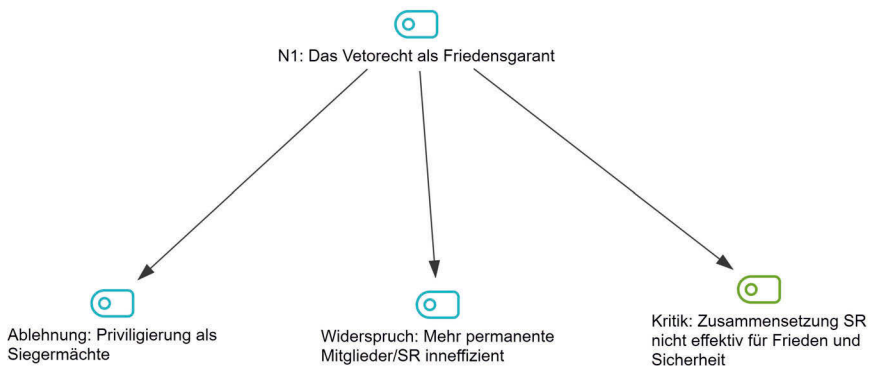 N1: Das Vetorecht als Friedensgarant
Ablehnung: Priviligierung als
Siegermächte
Widerspruch: Mehr permanente
Mitglieder/SR inneffizient
Kritik: Zusammensetzung SR
nicht effektiv für Frieden und
Sicherheit